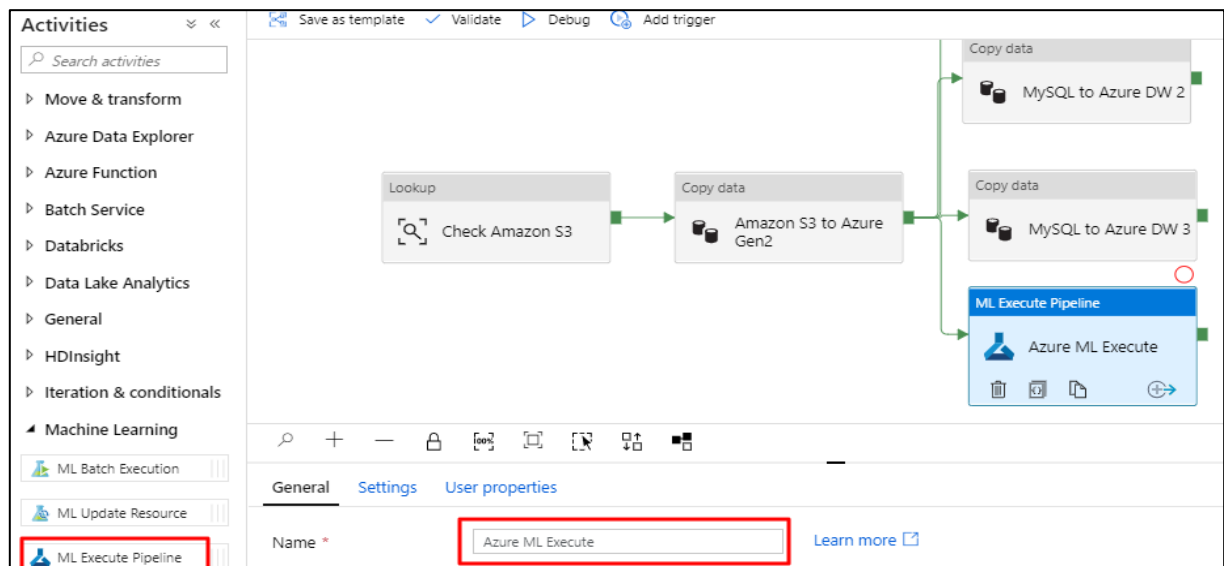 Activities
Save as template
Validate
Debug
Add trigger
Search activities
Move & transform
Azure Data Explorer
Azure Function
Batch Service
Databricks
Data Lake Analytics
General
HDInsight
Iteration & conditionals
Machine Learning
ML Batch Execution
ML Update Resource
ML Execute Pipeline
Lookup
Check Amazon S3
Copy data
Amazon S3 to Azure
Gen2
Copy data
MySQL to Azure DW 2
Copy data
MySQL to Azure DW 3
ML Execute Pipeline
Azure ML Execute
100%
General
Settings
User properties
Name *
Azure ML Execute
Learn more